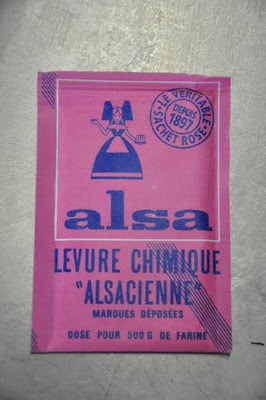 LE VÉRITABLE
DEPUIS
1897
SACHET ROSE
alsa
LEVURE CHIMIQUE
"ALSACIENNE"
MARQUES DÉPOSÉES
DOSE POUR 500 G DE FARINE